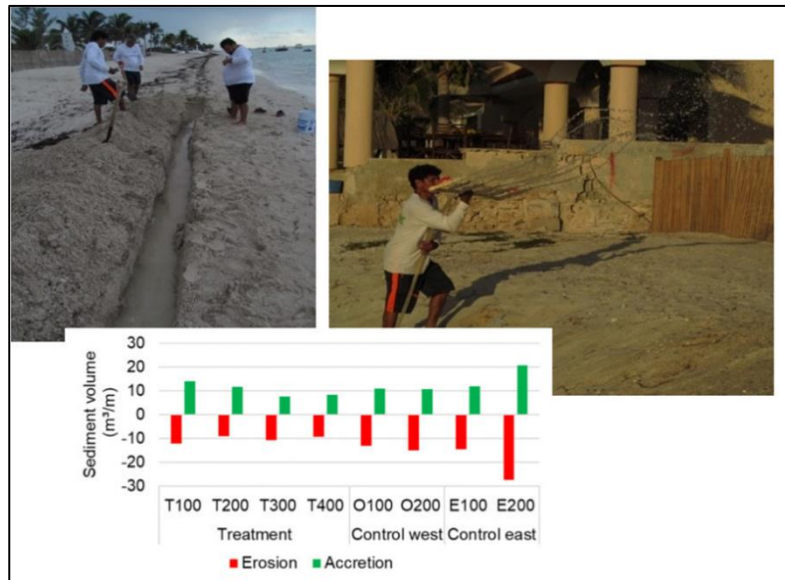 30
20
10
0
-10
-20
-30
Sediment volume
(m³/m)
T100 T200 T300 T400 O100 O200 E100 E200
Treatment Control west Control east
Erosion Accretion